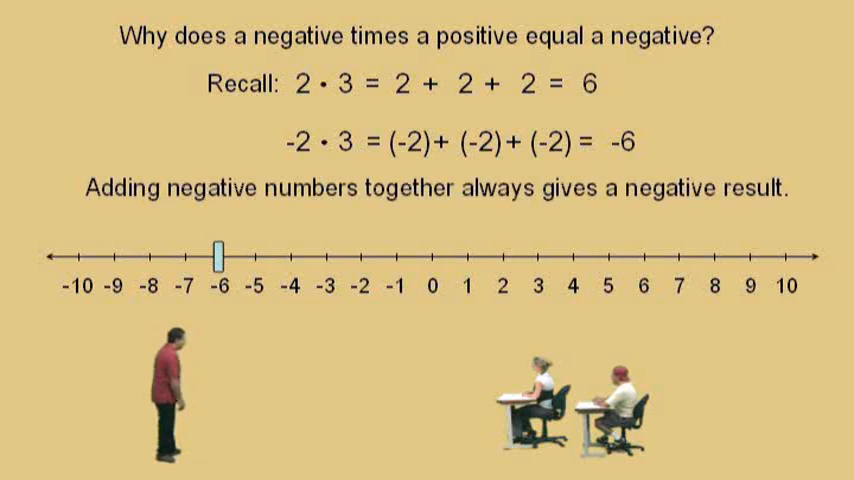 Why does a negative times a positive equal a negative?
Recall: 2 · 3 = 2 + 2 + 2 = 6
-2 · 3 = (-2)+ (-2)+ (-2) = -6
Adding negative numbers together always gives a negative result.
-10 -9 -8 -7 -6 -5 -4 -3 -2 -1 0 1 2 3 4 5 6 7 8 9 10